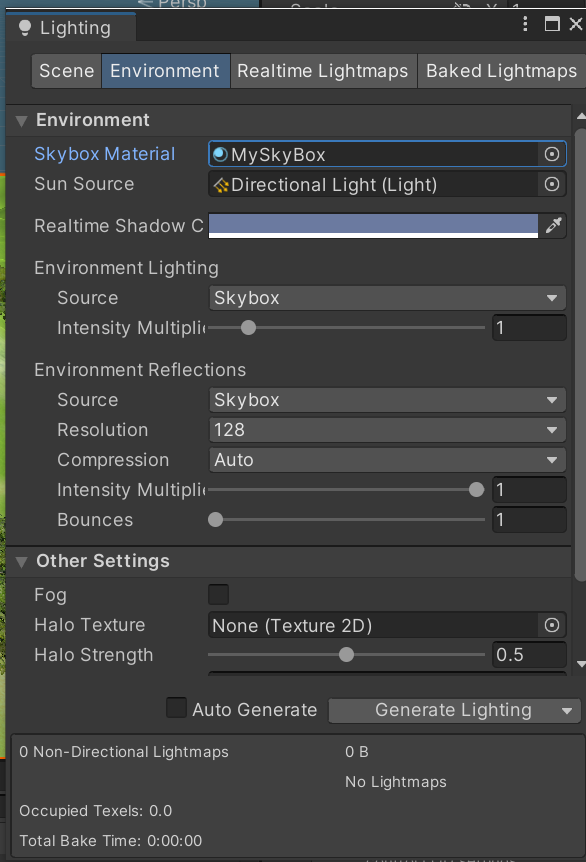 Persp
Lighting
Scene Environment Realtime Lightmaps Baked Lightmaps
Environment
Skybox Material MySkyBox
Sun Source Directional Light (Light)
Realtime Shadow C
Environment Lighting
Source Skybox
Intensity Multipli 1
Environment Reflections
Source Skybox
Resolution 128
Compression Auto
Intensity Multipli 1
Bounces 1
Other Settings
Fog
Halo Texture None (Texture 2D)
Halo Strength 0.5
Auto Generate Generate Lighting
0 Non-Directional Lightmaps 0 B
No Lightmaps
Occupied Texels: 0.0
Total Bake Time: 0:00:00